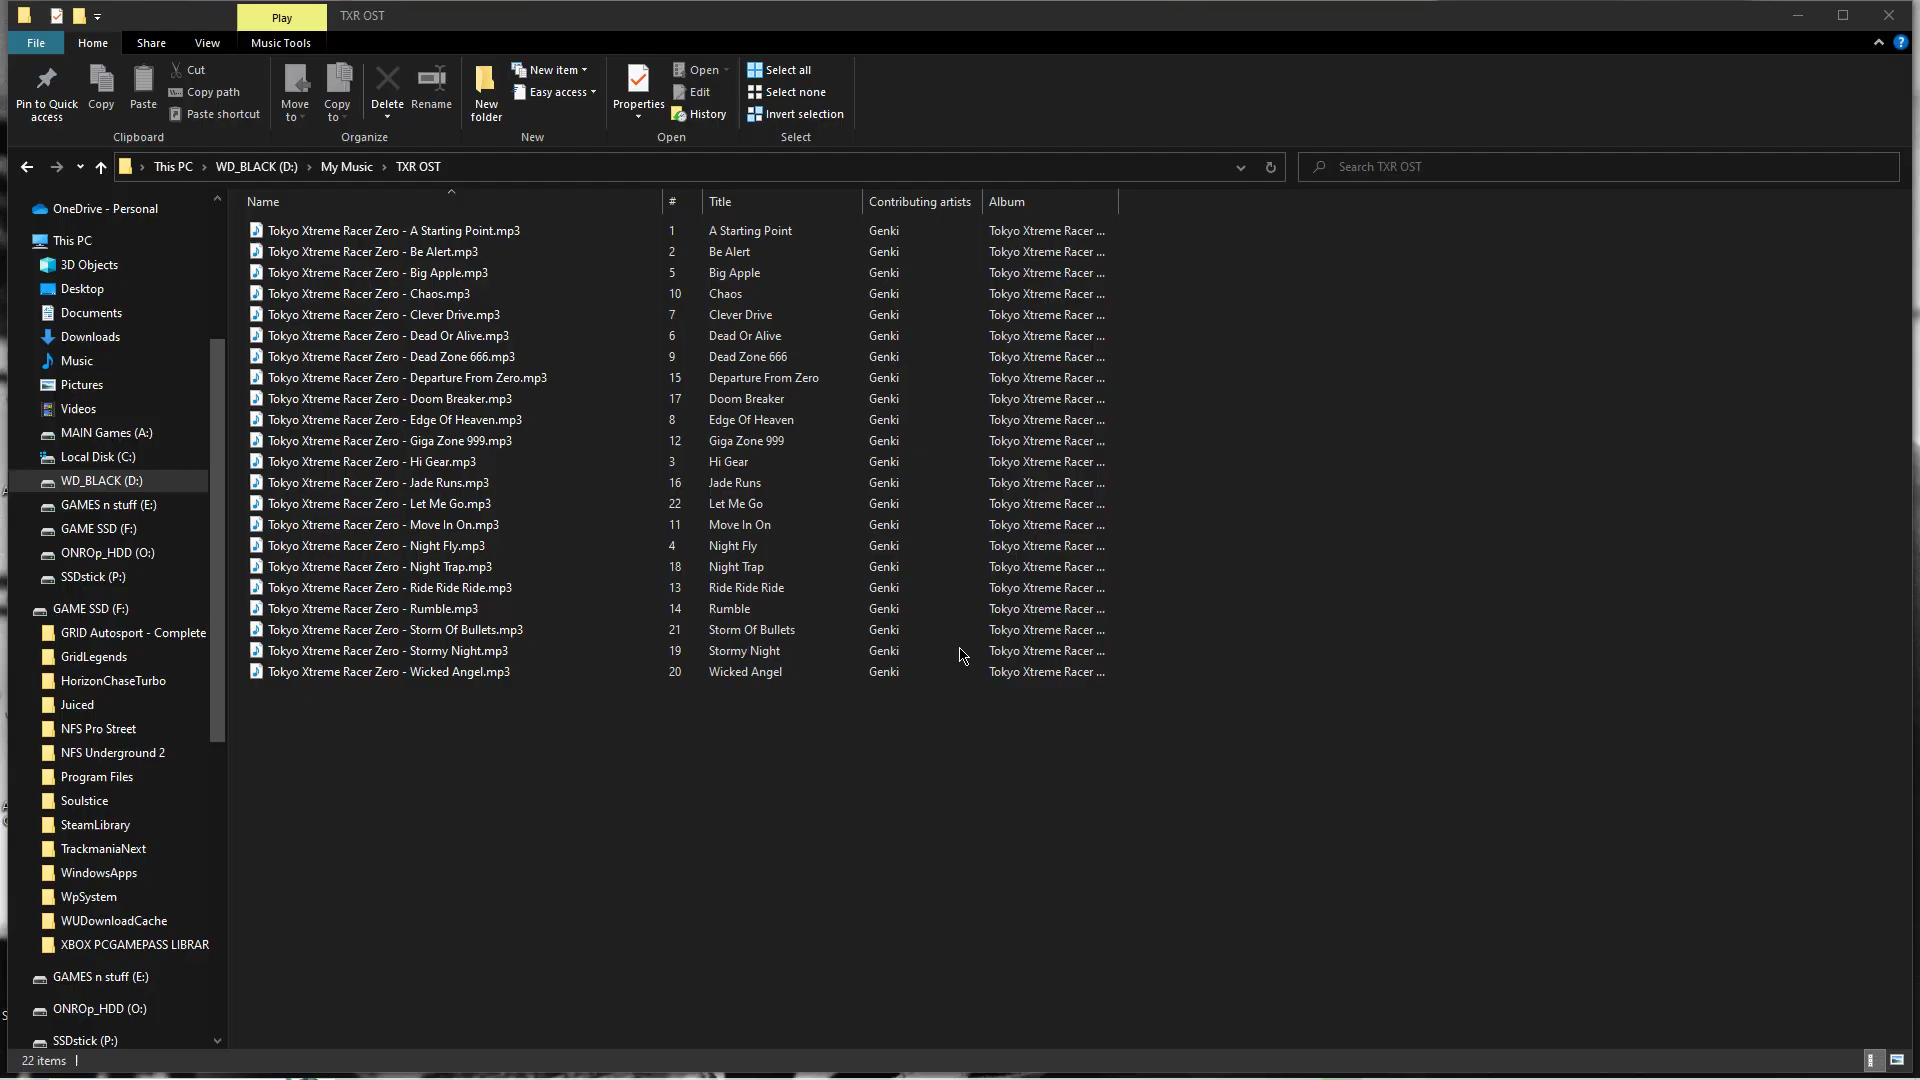 Play TXR OST
File Home Share View Music Tools
Pin to Quick access
Copy
Paste
Cut
Copy path
Paste shortcut
Clipboard
Move to
Copy to
Delete
Rename
Organize
New folder
New item
Easy access
New
Properties
Open
Edit
History
Open
Select all
Select none
Invert selection
Select
This PC > WD_BLACK (D:) > My Music > TXR OST
Search TXR OST
OneDrive - Personal
This PC
3D Objects
Desktop
Documents
Downloads
Music
Pictures
Videos
MAIN Games (A:)
Local Disk (C:)
WD_BLACK (D:)
GAMES n stuff (E:)
GAME SSD (F:)
ONROp_HDD (O:)
SSDstick (P:)
GAME SSD (F:)
GRID Autosport - Complete
GridLegends
HorizonChaseTurbo
Juiced
NFS Pro Street
NFS Underground 2
Program Files
Soulstice
SteamLibrary
TrackmaniaNext
WindowsApps
WpSystem
WUDownloadCache
XBOX PCGAMEPASS LIBRAR
GAMES n stuff (E:)
ONROp_HDD (O:)
SSDstick (P:)
Name # Title Contributing artists Album
Tokyo Xtreme Racer Zero - A Starting Point.mp3 1 A Starting Point Genki Tokyo Xtreme Racer ...
Tokyo Xtreme Racer Zero - Be Alert.mp3 2 Be Alert Genki Tokyo Xtreme Racer ...
Tokyo Xtreme Racer Zero - Big Apple.mp3 5 Big Apple Genki Tokyo Xtreme Racer ...
Tokyo Xtreme Racer Zero - Chaos.mp3 10 Chaos Genki Tokyo Xtreme Racer ...
Tokyo Xtreme Racer Zero - Clever Drive.mp3 7 Clever Drive Genki Tokyo Xtreme Racer ...
Tokyo Xtreme Racer Zero - Dead Or Alive.mp3 6 Dead Or Alive Genki Tokyo Xtreme Racer ...
Tokyo Xtreme Racer Zero - Dead Zone 666.mp3 9 Dead Zone 666 Genki Tokyo Xtreme Racer ...
Tokyo Xtreme Racer Zero - Departure From Zero.mp3 15 Departure From Zero Genki Tokyo Xtreme Racer ...
Tokyo Xtreme Racer Zero - Doom Breaker.mp3 17 Doom Breaker Genki Tokyo Xtreme Racer ...
Tokyo Xtreme Racer Zero - Edge Of Heaven.mp3 8 Edge Of Heaven Genki Tokyo Xtreme Racer ...
Tokyo Xtreme Racer Zero - Giga Zone 999.mp3 12 Giga Zone 999 Genki Tokyo Xtreme Racer ...
Tokyo Xtreme Racer Zero - Hi Gear.mp3 3 Hi Gear Genki Tokyo Xtreme Racer ...
Tokyo Xtreme Racer Zero - Jade Runs.mp3 16 Jade Runs Genki Tokyo Xtreme Racer ...
Tokyo Xtreme Racer Zero - Let Me Go.mp3 22 Let Me Go Genki Tokyo Xtreme Racer ...
Tokyo Xtreme Racer Zero - Move In On.mp3 11 Move In On Genki Tokyo Xtreme Racer ...
Tokyo Xtreme Racer Zero - Night Fly.mp3 4 Night Fly Genki Tokyo Xtreme Racer ...
Tokyo Xtreme Racer Zero - Night Trap.mp3 18 Night Trap Genki Tokyo Xtreme Racer ...
Tokyo Xtreme Racer Zero - Ride Ride Ride.mp3 13 Ride Ride Ride Genki Tokyo Xtreme Racer ...
Tokyo Xtreme Racer Zero - Rumble.mp3 14 Rumble Genki Tokyo Xtreme Racer ...
Tokyo Xtreme Racer Zero - Storm Of Bullets.mp3 21 Storm Of Bullets Genki Tokyo Xtreme Racer ...
Tokyo Xtreme Racer Zero - Stormy Night.mp3 19 Stormy Night Genki Tokyo Xtreme Racer ...
Tokyo Xtreme Racer Zero - Wicked Angel.mp3 20 Wicked Angel Genki Tokyo Xtreme Racer ...
22 items